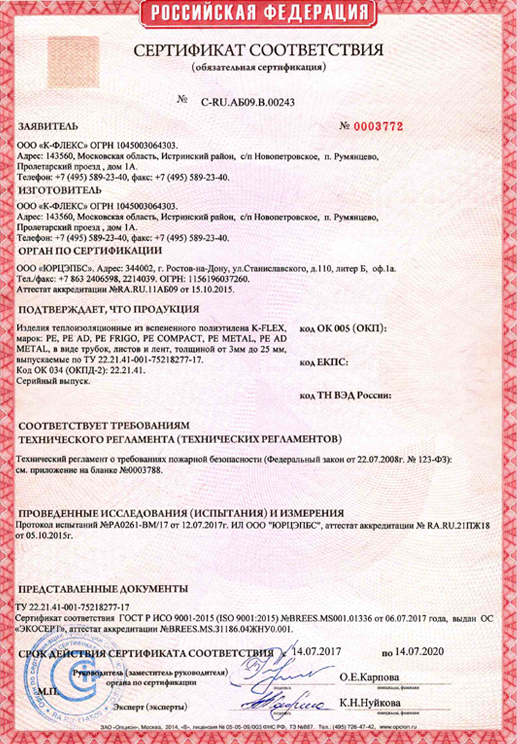 РОССИЙСКАЯ ФЕДЕРАЦИЯ
СЕРТИФИКАТ СООТВЕТСТВИЯ
(обязательная сертификация)
№ C-RU.АБ09.В.00243
ЗАЯВИТЕЛЬ № 0003772
ООО «К-ФЛЕКС» ОГРН 1045003064303.
Адрес: 143560, Московская область, Истринский район, с/п Новопетровское, п. Румянцево,
Пролетарский проезд , дом 1А.
Телефон: +7 (495) 589-23-40, факс: +7 (495) 589-23-40.
ИЗГОТОВИТЕЛЬ
ООО «К-ФЛЕКС» ОГРН 1045003064303.
Адрес: 143560, Московская область, Истринский район, с/п Новопетровское, п. Румянцево,
Пролетарский проезд , дом 1А.
Телефон: +7 (495) 589-23-40, факс: +7 (495) 589-23-40.
ОРГАН ПО СЕРТИФИКАЦИИ
ООО «ЮРЦЭПБС». Адрес: 344002, г. Ростов-на-Дону, ул.Станиславского, д.110, литер Б, оф.1а.
Тел./факс: +7 863 2406598, 2214039. ОГРН: 1156196037260.
Аттестат аккредитации №RA.RU.11АБ09 от 15.10.2015.
ПОДТВЕРЖДАЕТ, ЧТО ПРОДУКЦИЯ
Изделия теплоизоляционные из вспененного полиэтилена K-FLEX,
марок: PE, PE AD, PE FRIGO, PE COMPACT, PE METAL, PE AD
METAL, в виде трубок, листов и лент, толщиной от 3мм до 25 мм,
выпускаемые по ТУ 22.21.41-001-75218277-17.
Код ОК 034 (ОКПД-2): 22.21.41.
Серийный выпуск.
код ОК 005 (ОКП):
код ЕКПС:
код ТН ВЭД России:
СООТВЕТСТВУЕТ ТРЕБОВАНИЯМ
ТЕХНИЧЕСКОГО РЕГЛАМЕНТА (ТЕХНИЧЕСКИХ РЕГЛАМЕНТОВ)
Технический регламент о требованиях пожарной безопасности (Федеральный закон от 22.07.2008г. № 123-ФЗ):
см. приложение на бланке №0003788.
ПРОВЕДЕННЫЕ ИССЛЕДОВАНИЯ (ИСПЫТАНИЯ) И ИЗМЕРЕНИЯ
Протокол испытаний №РА0261-ВМ/17 от 12.07.2017г. ИЛ ООО "ЮРЦЭПБС", аттестат аккредитации № RA.RU.21ПЖ18
от 05.10.2015г.
ПРЕДСТАВЛЕННЫЕ ДОКУМЕНТЫ
ТУ 22.21.41-001-75218277-17
Сертификат соответствия ГОСТ Р ИСО 9001-2015 (ISO 9001:2015) №BREES.MS001.01336 от 06.07.2017 года, выдан ОС
«ЭКОСЕРТ», аттестат аккредитации №BREES.MS.31186.04ЖНУ0.001.
СРОК ДЕЙСТВИЯ СЕРТИФИКАТА СООТВЕТСТВИЯ с 14.07.2017 по 14.07.2020
Руководитель (заместитель руководителя)
органа по сертификации
О.Е.Карпова
подпись инициалы, фамилия
М.П.
Эксперт (эксперты)
К.Н.Нуйкова
подпись инициалы, фамилия
ЗАО «Опцион», Москва, 2014, «В», лицензия № 05-05-09/003 ФНС РФ, ТЗ №667, Тел.: (495) 726-47-42, www.opcion.ru